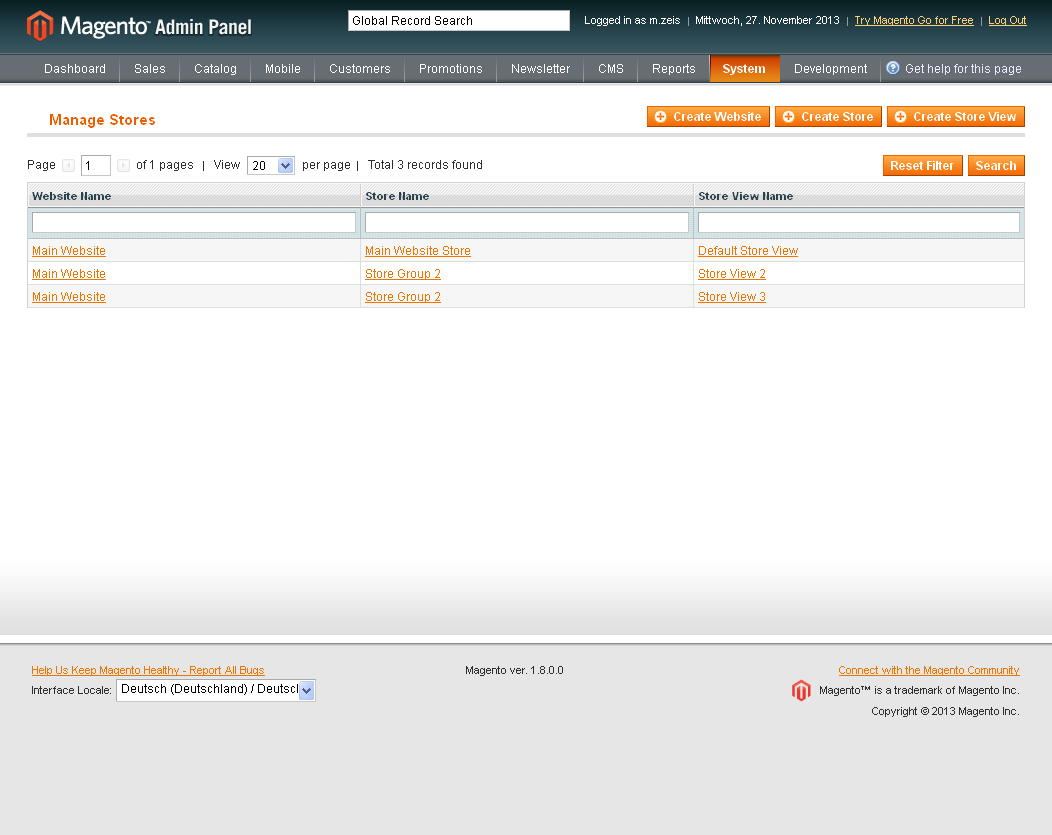 Magento™ Admin Panel
Global Record Search
Logged in as m.zeis | Mittwoch, 27. November 2013 | Try Magento Go for Free | Log Out
Dashboard Sales Catalog Mobile Customers Promotions Newsletter CMS Reports System Development Get help for this page
Manage Stores
Create Website Create Store Create Store View
Page 1 of 1 pages | View 20 per page | Total 3 records found
Reset Filter Search
Website Name Store Name Store View Name
Main Website Main Website Store Default Store View
Main Website Store Group 2 Store View 2
Main Website Store Group 2 Store View 3
Help Us Keep Magento Healthy - Report All Bugs
Magento ver. 1.8.0.0
Connect with the Magento Community
Interface Locale: Deutsch (Deutschland) / Deutscl
Magento™ is a trademark of Magento Inc.
Copyright © 2013 Magento Inc.